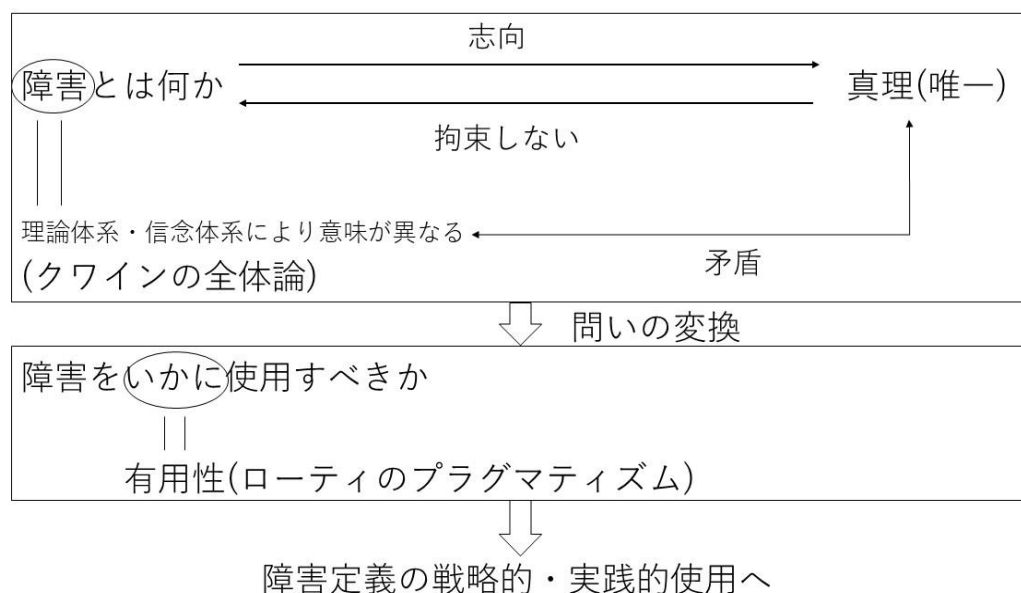 志向
障害とは何か
真理(唯一)
拘束しない
理論体系・信念体系により意味が異なる
(クワインの全体論)
矛盾
問いの変換
障害をいかに使用すべきか
有用性(ローティのプラグマティズム)
障害定義の戦略的・実践的使用へ